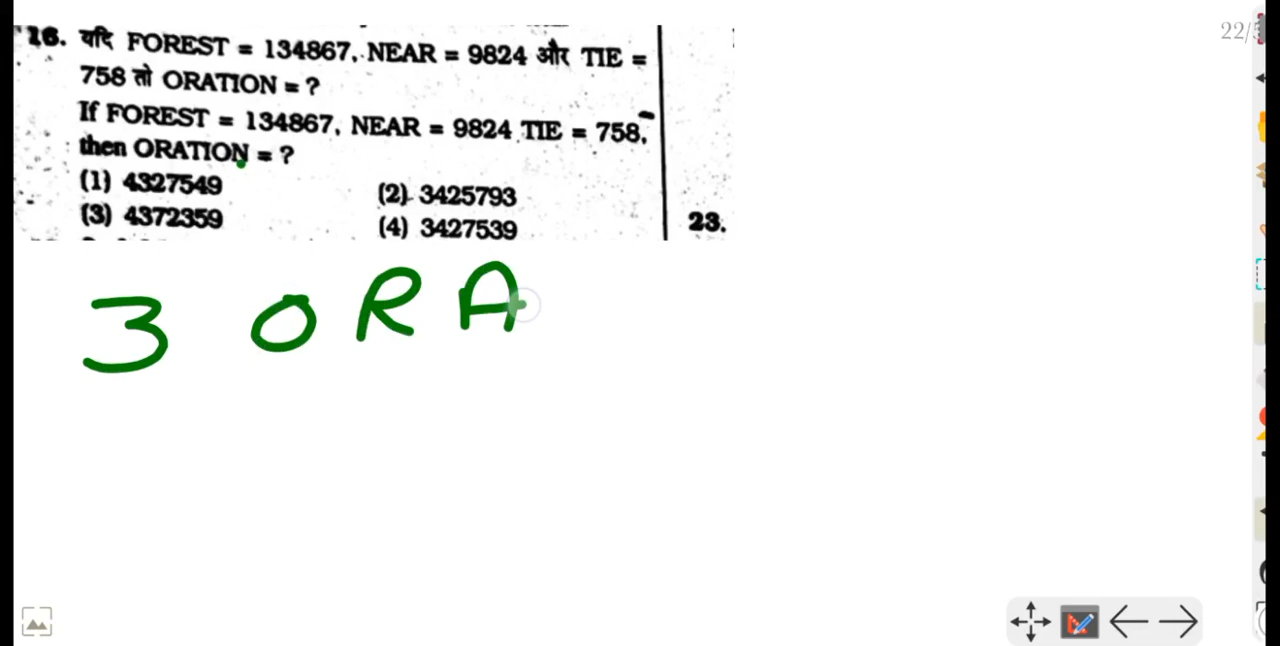 22/
16. यदि FOREST = 134867, NEAR = 9824 और TIE =
758 तो ORATION = ?
If FOREST = 134867, NEAR = 9824 TIE = 758,
then ORATION = ?
(1) 4327549 (2) 3425793
(3) 4372359 (4) 3427539
23.
3 O R A